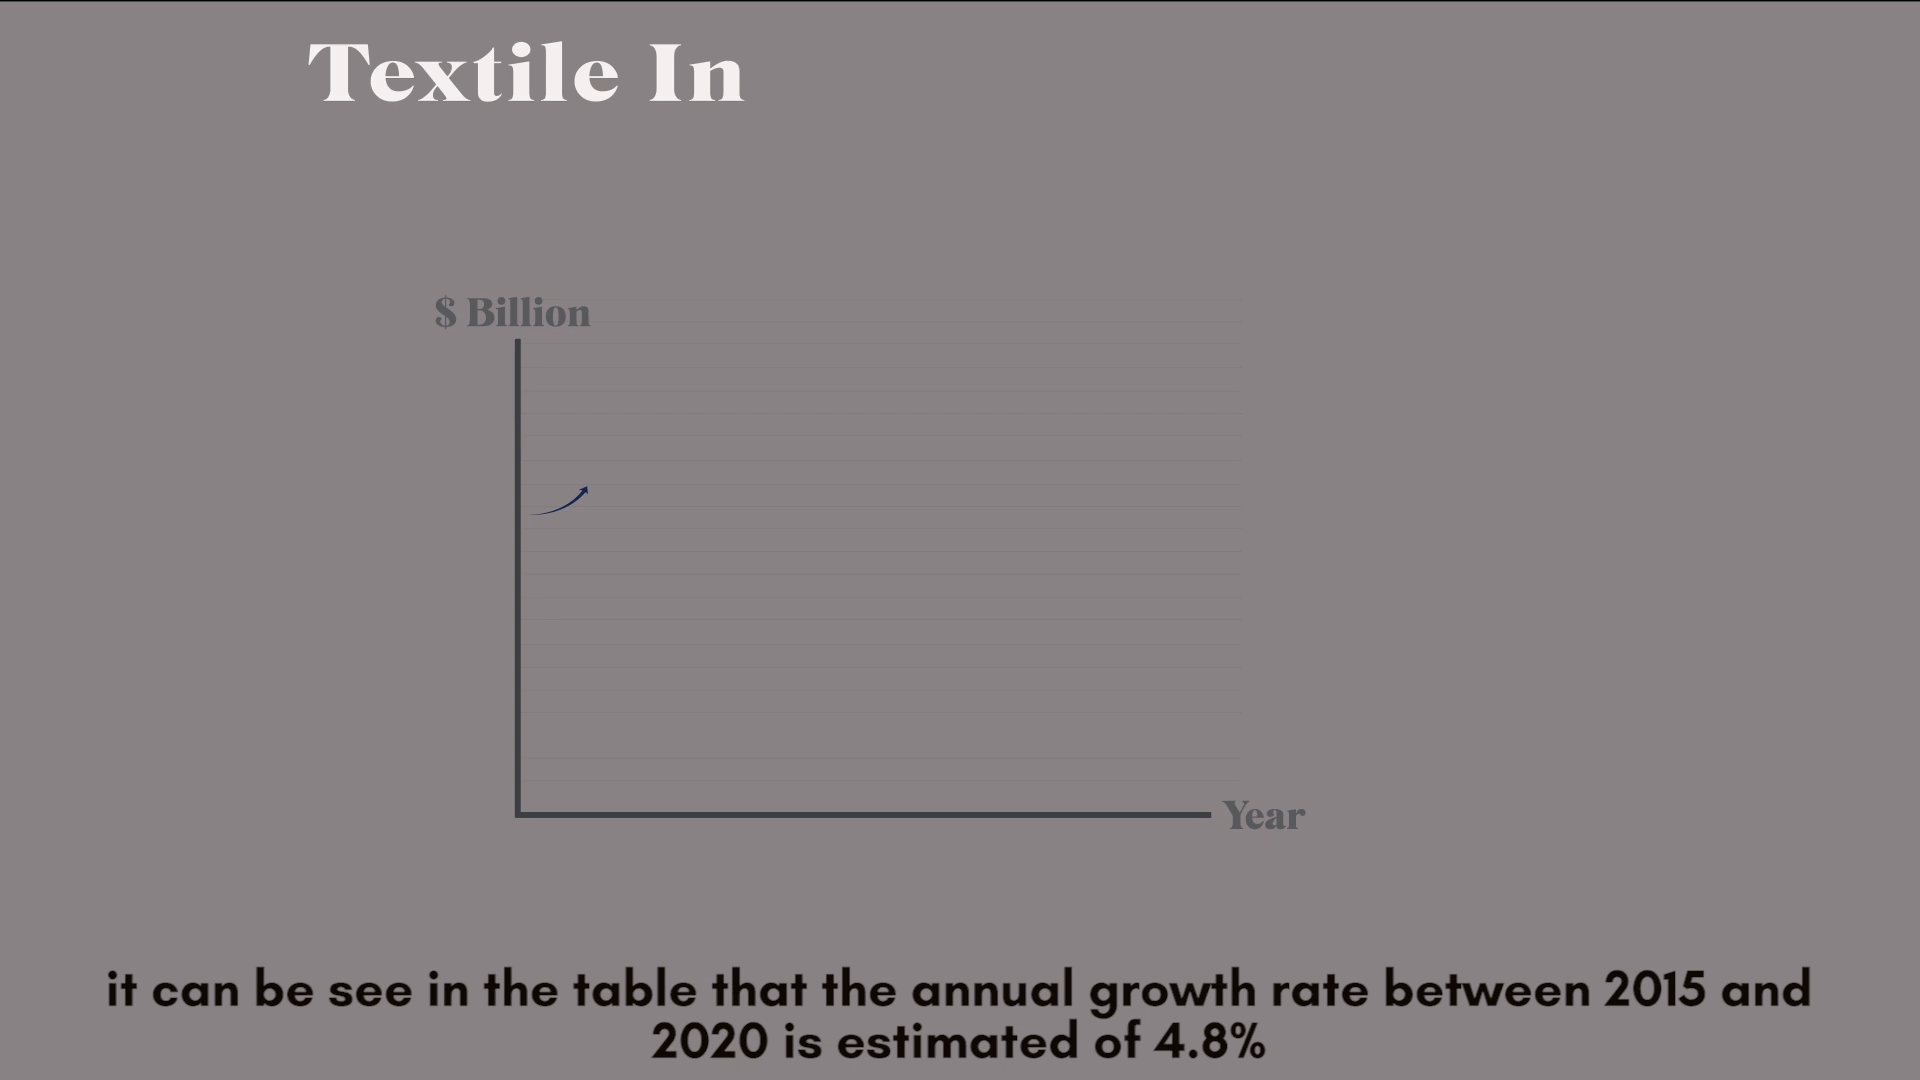 Textile In
$ Billion
Year
it can be see in the table that the annual growth rate between 2015 and
2020 is estimated of 4.8%